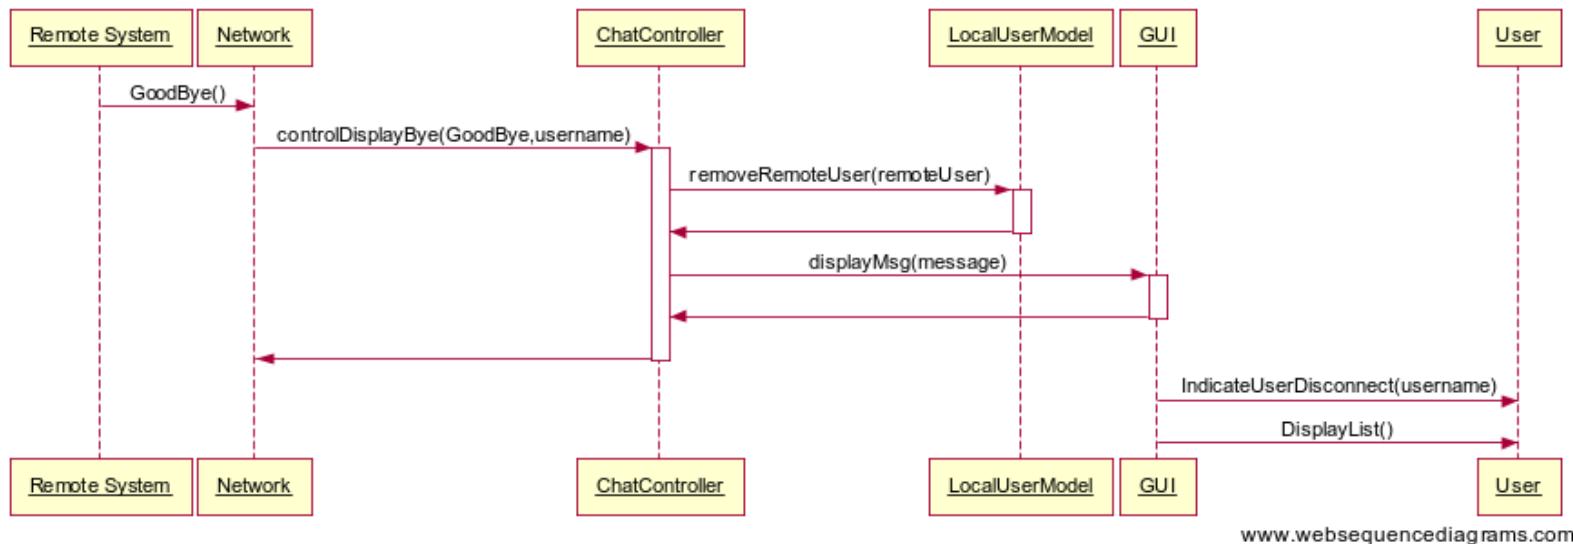 Remote System Network ChatController LocalUserModel GUI User
GoodBye()
controlDisplayBye(GoodBye,username)
removeRemoteUser(remoteUser)
displayMsg(message)
IndicateUserDisconnect(username)
DisplayList()
Remote System Network ChatController LocalUserModel GUI User
www.websequencediagrams.com